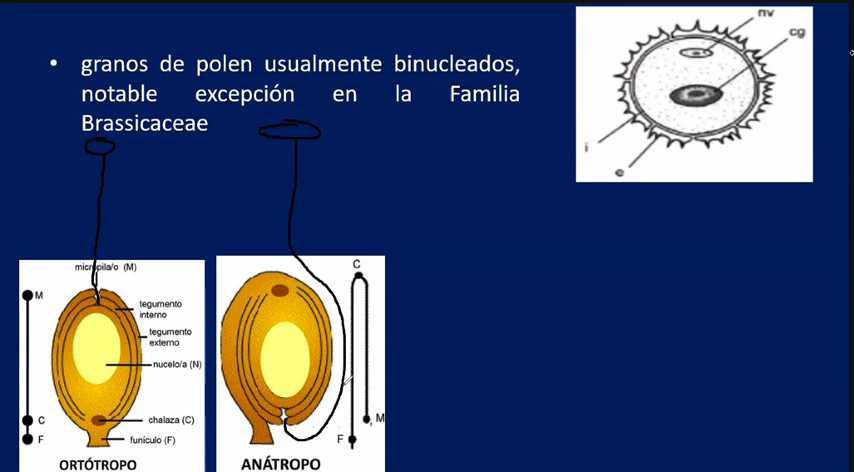 • granos de polen usualmente binucleados,
notable excepción en la Familia
Brassicaceae
nv
cg
i
e
micropila/o (M)
M
tegumento
interno
tegumento
externo
nucelo/a (N)
C
chalaza (C)
F
funículo (F)
ORTÓTROPO
C
M
F
ANÁTROPO